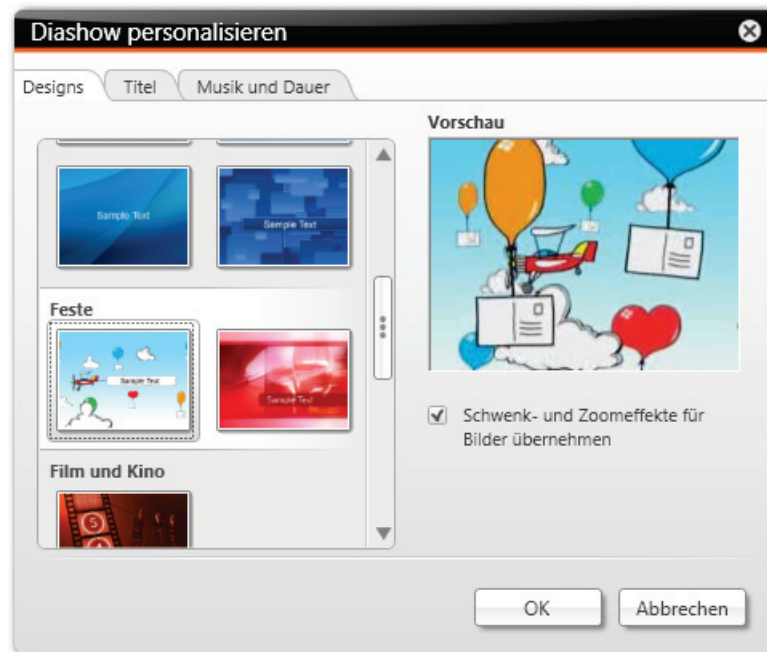 Diashow personalisieren
Designs
Titel
Musik und Dauer
Vorschau
Sample Text
Sample Text
Feste
Sample Text
Sample Text
Schwenk- und Zoomeffekte für
Bilder übernehmen
Film und Kino
S
OK
Abbrechen